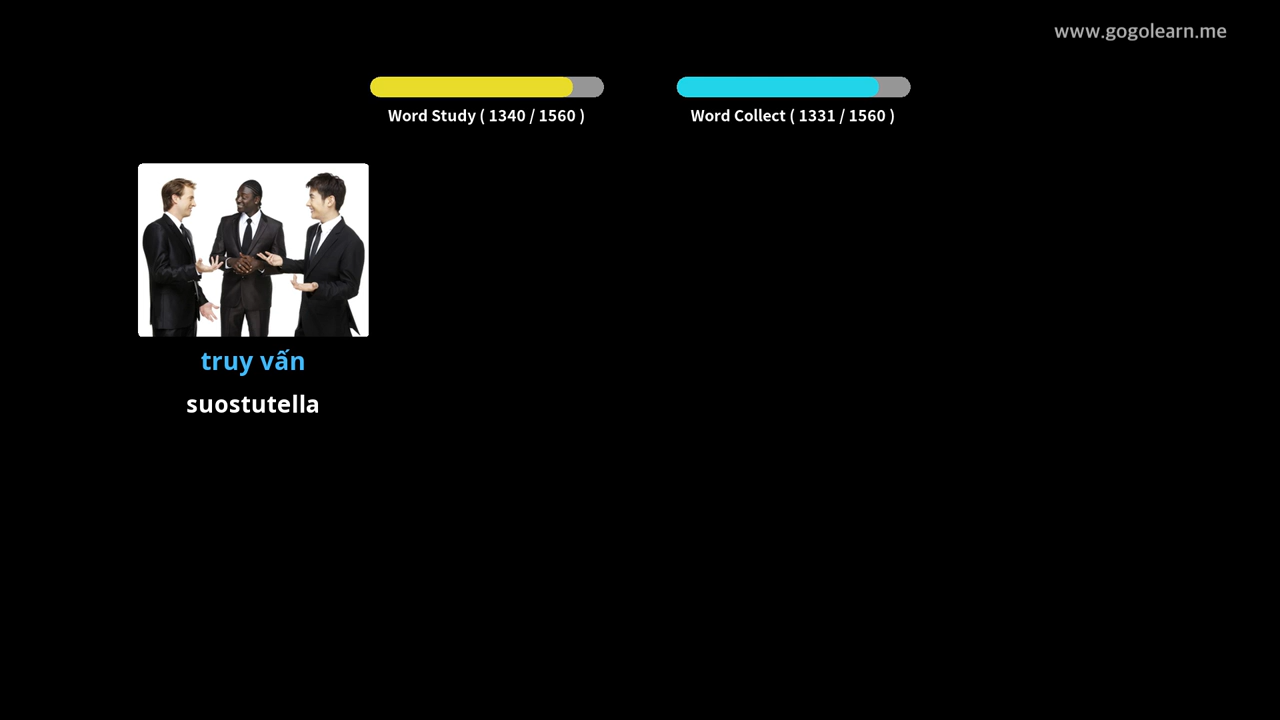 www.gogolearn.me
Word Study ( 1340 / 1560 )
Word Collect ( 1331 / 1560 )
truy vấn
suostutella